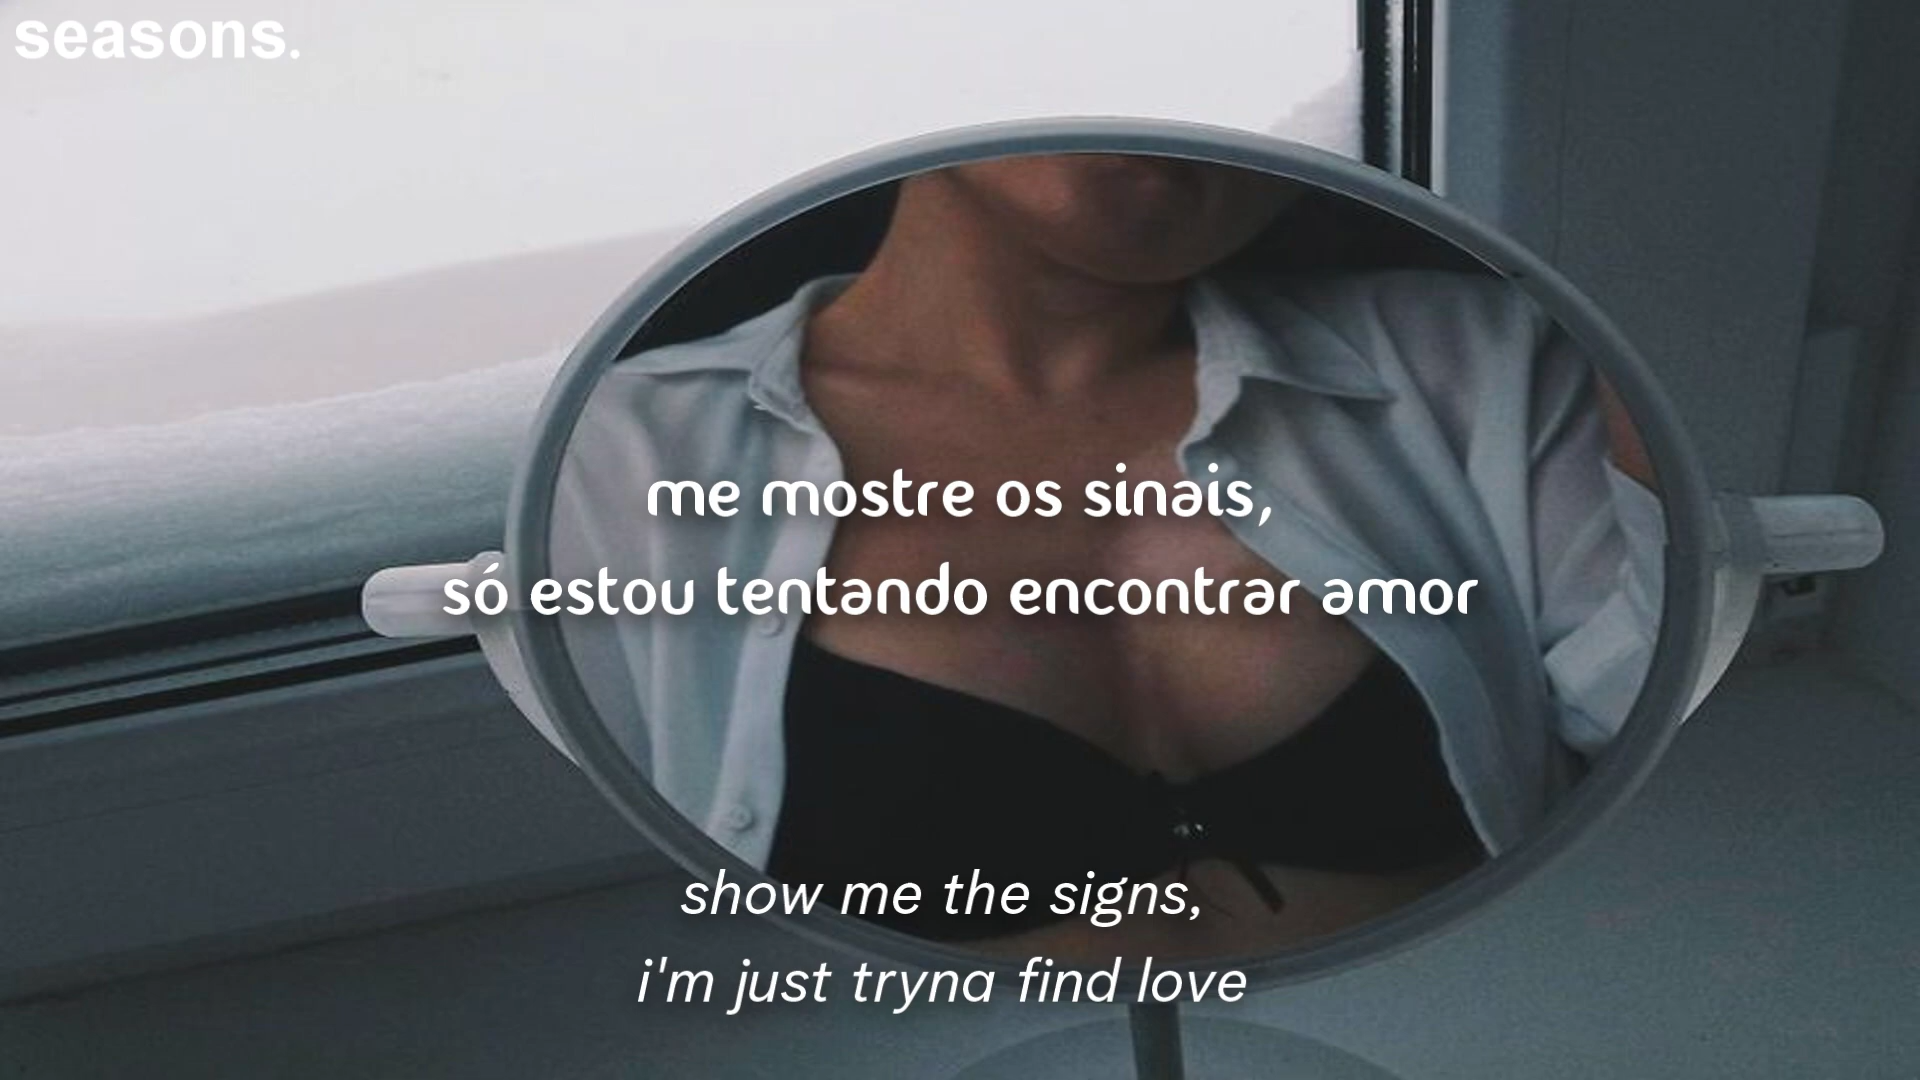 seasons.
me mostre os sinais,
só estou tentando encontrar amor
show me the signs,
i'm just tryna find love